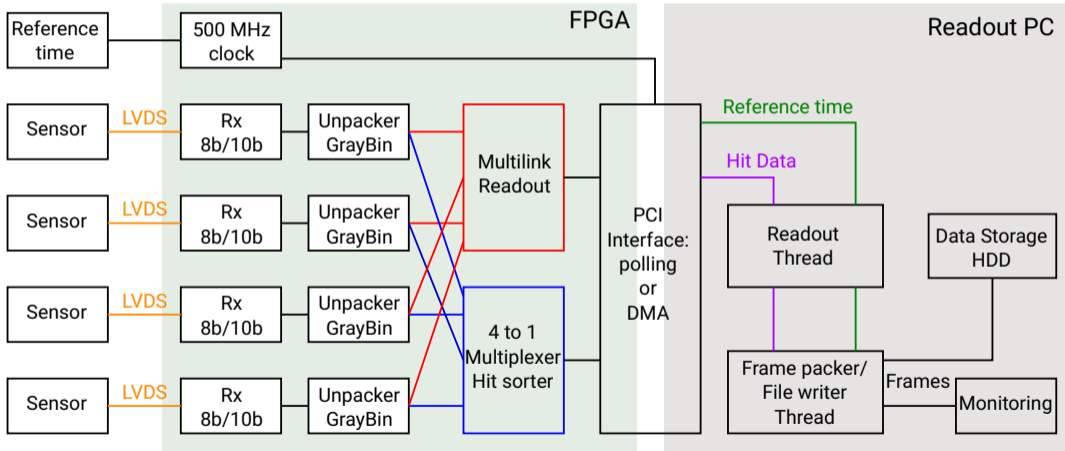 FPGA
Readout PC
Reference
time
500 MHz
clock
Sensor
LVDS
Rx
8b/10b
Unpacker
GrayBin
Sensor
LVDS
Rx
8b/10b
Unpacker
GrayBin
Sensor
LVDS
Rx
8b/10b
Unpacker
GrayBin
Sensor
LVDS
Rx
8b/10b
Unpacker
GrayBin
Multilink
Readout
4 to 1
Multiplexer
Hit sorter
PCI
Interface:
polling
or
DMA
Reference time
Hit Data
Readout
Thread
Data Storage
HDD
Frame packer/
File writer
Thread
Frames
Monitoring